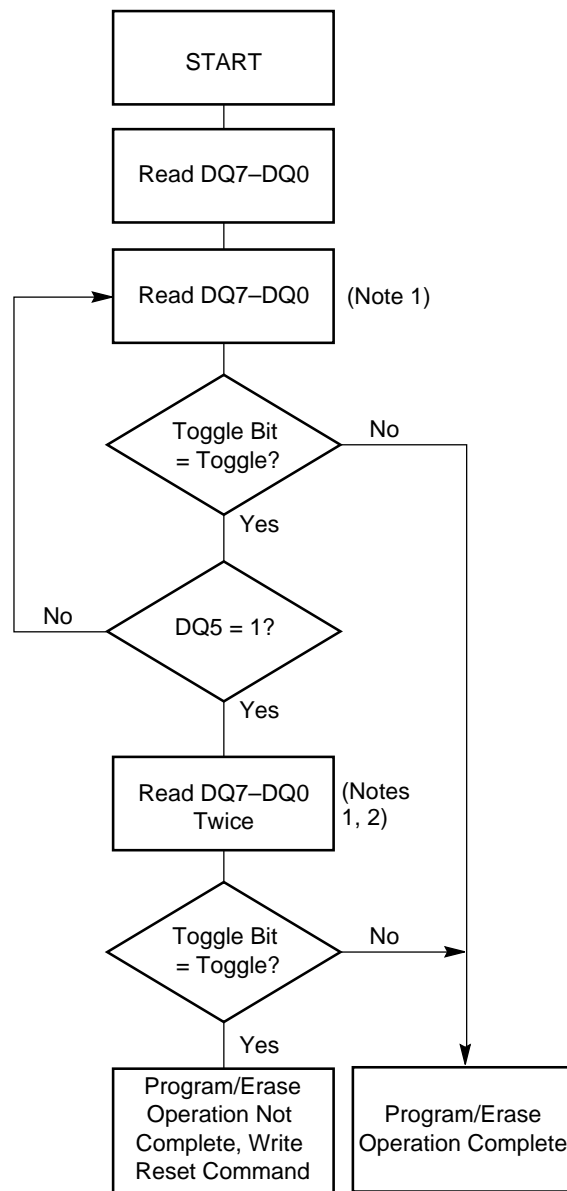 START
Read DQ7–DQ0
Read DQ7–DQ0
(Note 1)
Toggle Bit
= Toggle?
No
Yes
No
DQ5 = 1?
Yes
Read DQ7–DQ0
Twice
(Notes
1, 2)
Toggle Bit
= Toggle?
No
Yes
Program/Erase
Operation Not
Complete, Write
Reset Command
Program/Erase
Operation Complete